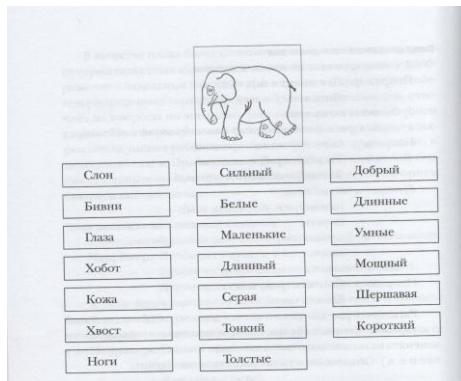 Слон Сильный Добрый
Бивни Белые Длинные
Глаза Маленькие Умные
Хобот Длинный Мощный
Кожа Серая Шершавая
Хвост Тонкий Короткий
Ноги Толстые